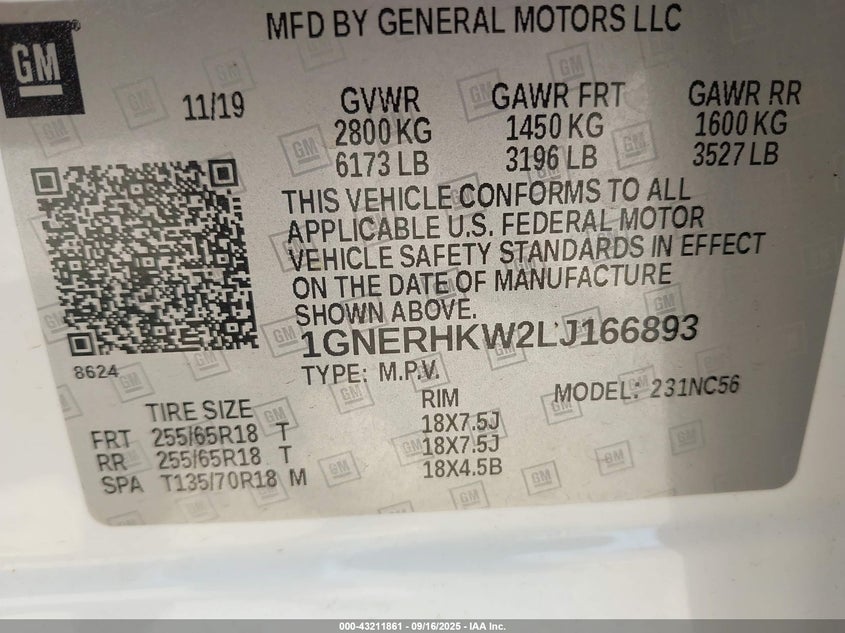 MFD BY GENERAL MOTORS LLC
GM
®
11/19
GVWR
2800 KG
6173 LB
GAWR FRT
1450 KG
3196 LB
GAWR RR
1600 KG
3527 LB
THIS VEHICLE CONFORMS TO ALL
APPLICABLE U.S. FEDERAL MOTOR
VEHICLE SAFETY STANDARDS IN EFFECT
ON THE DATE OF MANUFACTURE
SHOWN ABOVE.
1GNERHKW2LJ166893
8624
TYPE: M.P.V.
MODEL: 231NC56
TIRE SIZE RIM
FRT 255/65R18 T 18X7.5J
RR 255/65R18 T 18X7.5J
SPA T135/70R18 M 18X4.5B
000-43211861 - 09/16/2025 - IAA Inc.